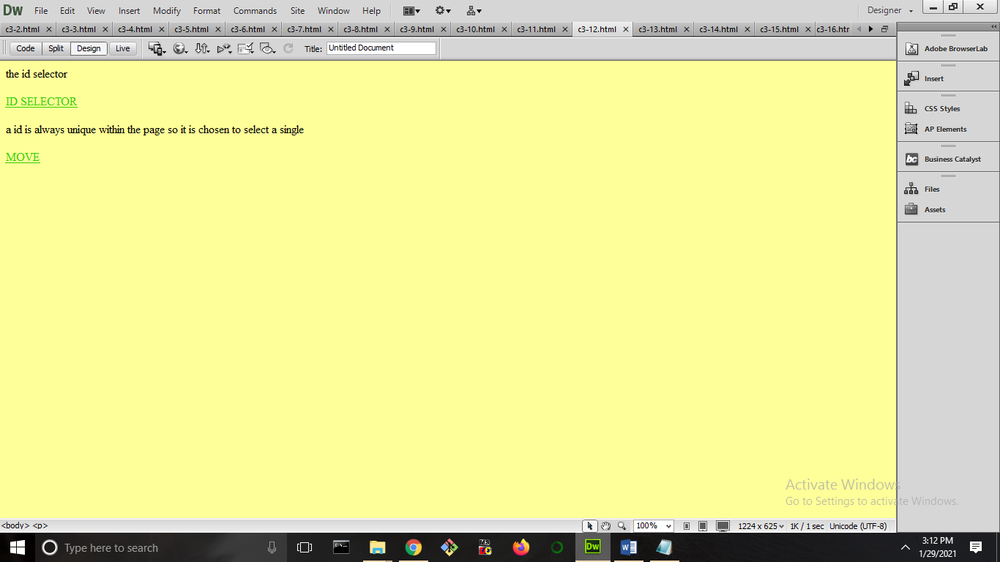 Dw File Edit View Insert Modify Format Commands Site Window Help Designer
c3-2.html c3-3.html c3-4.html c3-5.html c3-6.html c3-7.html c3-8.html c3-9.html c3-10.html c3-11.html c3-12.html c3-13.html c3-14.html c3-15.html c3-16.htr
Code Split Design Live Title: Untitled Document
the id selector
ID SELECTOR
a id is always unique within the page so it is chosen to select a single
MOVE
Adobe BrowserLab
Insert
CSS Styles
AP Elements
bc Business Catalyst
Files
Assets
Activate Windows
Go to Settings to activate Windows.
<body> <p> 100% 1224 x 625 1K / 1 sec Unicode (UTF-8)
Type here to search Dw 3:12 PM
1/29/2021